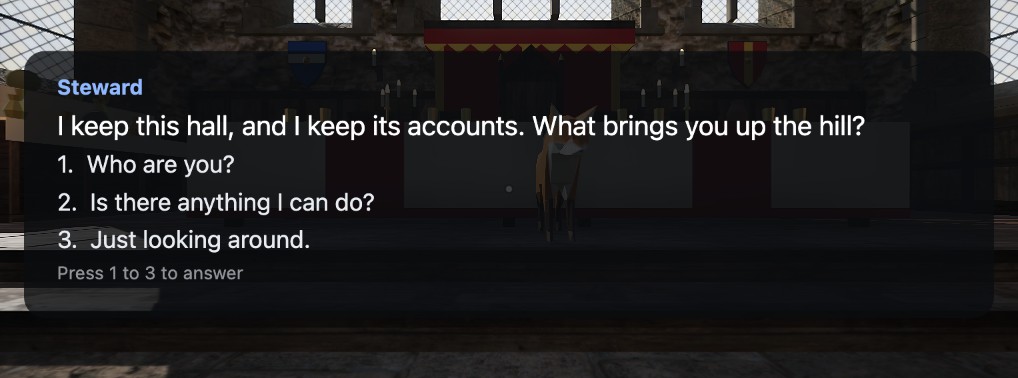 Steward
I keep this hall, and I keep its accounts. What brings you up the hill?
1. Who are you?
2. Is there anything I can do?
3. Just looking around.
Press 1 to 3 to answer